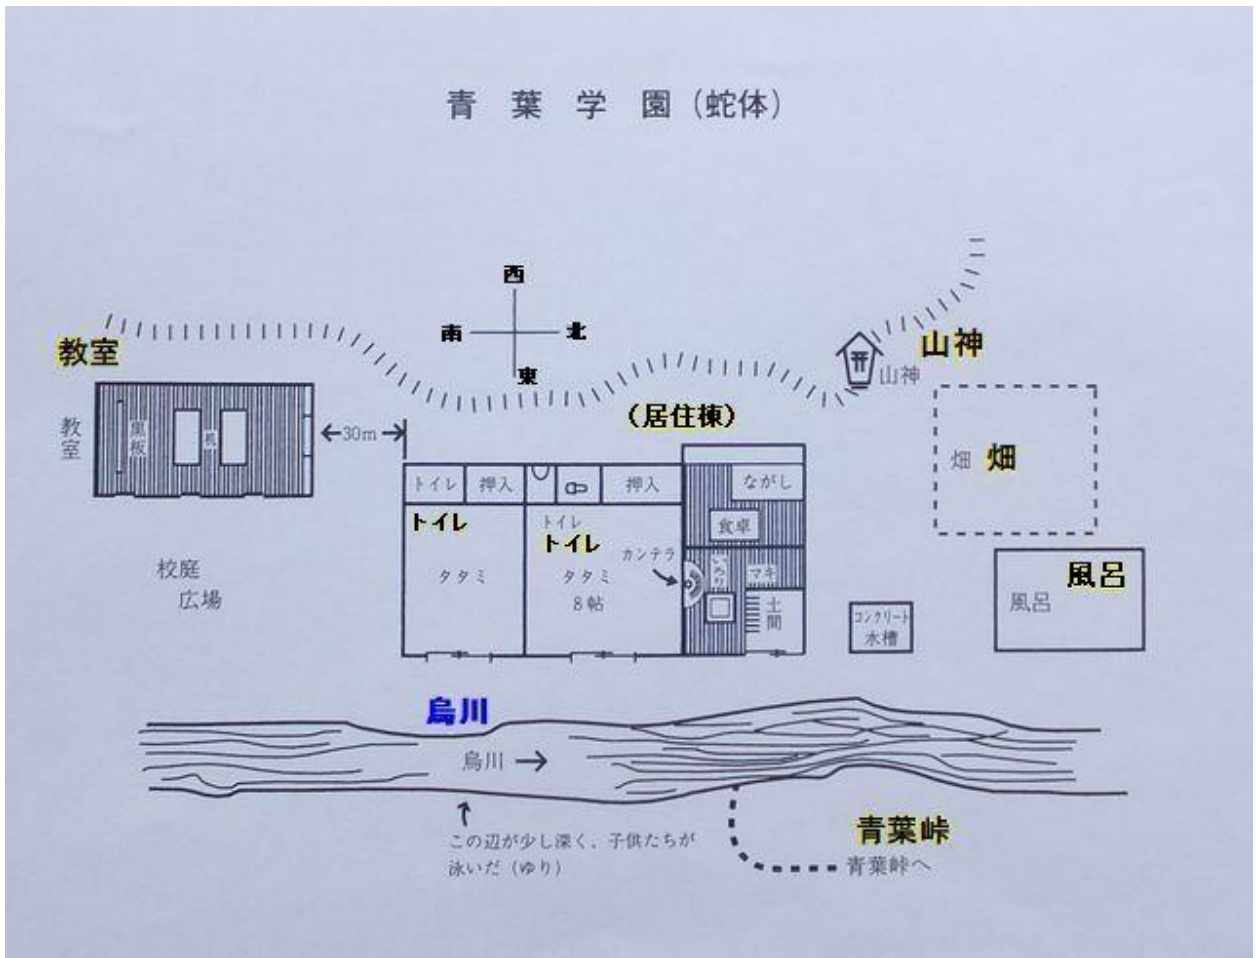 青葉学園（蛇体）
西
南
北
東
教室
山神
山神
（居住棟）
教室
黒板
机
←30m→
トイレ
押入
押入
ながし
畑
畑
トイレ
トイレ
トイレ
食卓
カンテラ
いろり
マキ
タタミ
タタミ
8帖
土間
風呂
風呂
校庭
広場
コンクリート
水槽
烏川
烏川→
この辺が少し深く、子供たちが
泳いだ（ゆり）
青葉峠
青葉峠へ